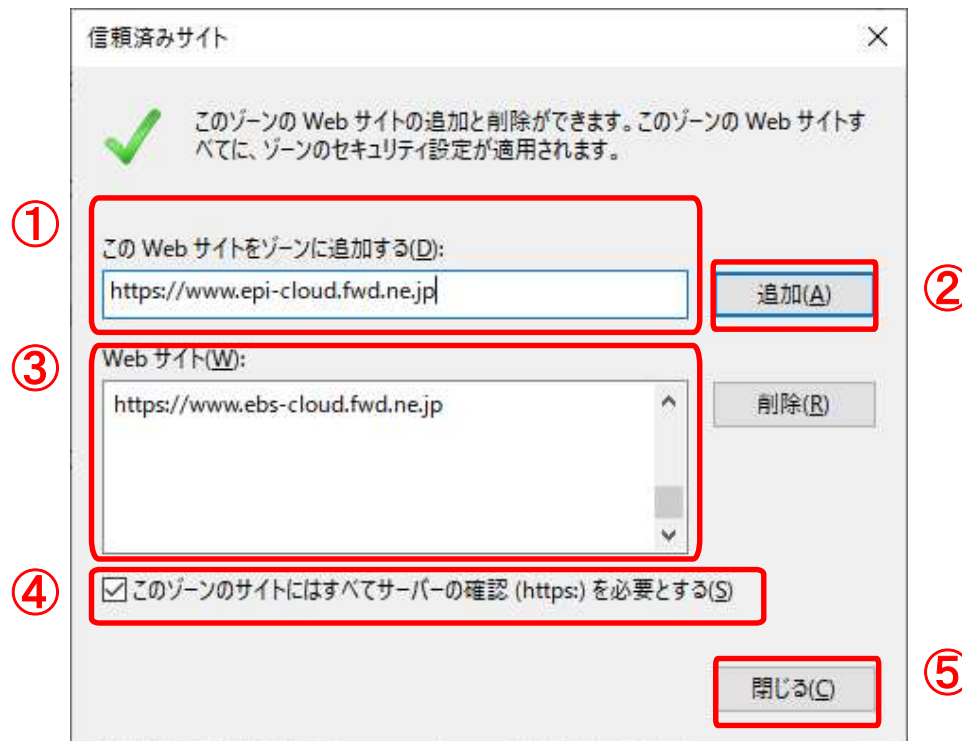 信頼済みサイト
このゾーンの Web サイトの追加と削除ができます。このゾーンの Web サイトす
べてに、ゾーンのセキュリティ設定が適用されます。
①
この Web サイトをゾーンに追加する(D):
https://www.epi-cloud.fwd.ne.jp
追加(A)
②
③
Web サイト(W):
https://www.ebs-cloud.fwd.ne.jp
削除(R)
④
このゾーンのサイトにはすべてサーバーの確認 (https:) を必要とする(S)
閉じる(C)
⑤